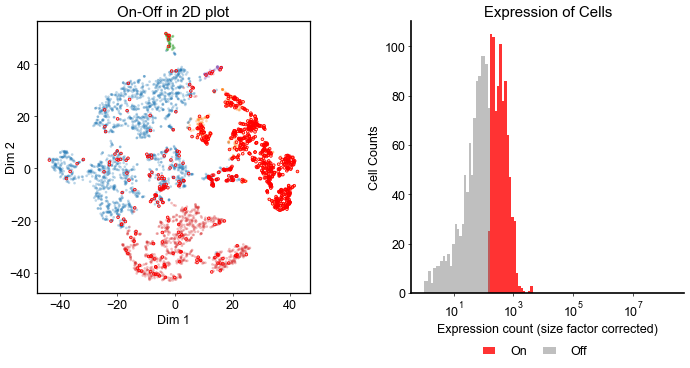 On-Off in 2D plot
Expression of Cells
40
20
0
−20
−40
Dim 2
−40 −20 0 20 40
Dim 1
100
80
60
40
20
0
Cell Counts
10^1 10^3 10^5 10^7
Expression count (size factor corrected)
On Off